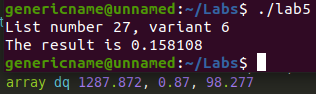 genericname@unnamed:~/Labs$ ./lab5
List number 27, variant 6
The result is 0.158108
genericname@unnamed:~/Labs$
array dq 1287.872, 0.87, 98.277